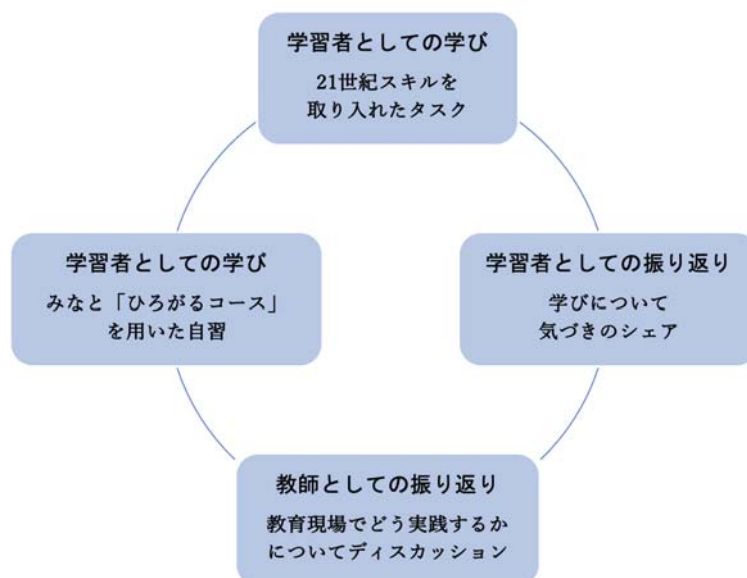 学習者としての学び
21世紀スキルを
取り入れたタスク
学習者としての学び
みなと「ひろがるコース」
を用いた自習
学習者としての振り返り
学びについて
気づきのシェア
教師としての振り返り
教育現場でどう実践するか
についてディスカッション